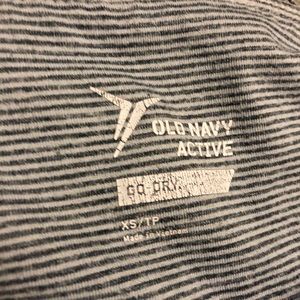 OLD NAVY
ACTIVE
GO-DRY
XS/TP
Made in Vietnam